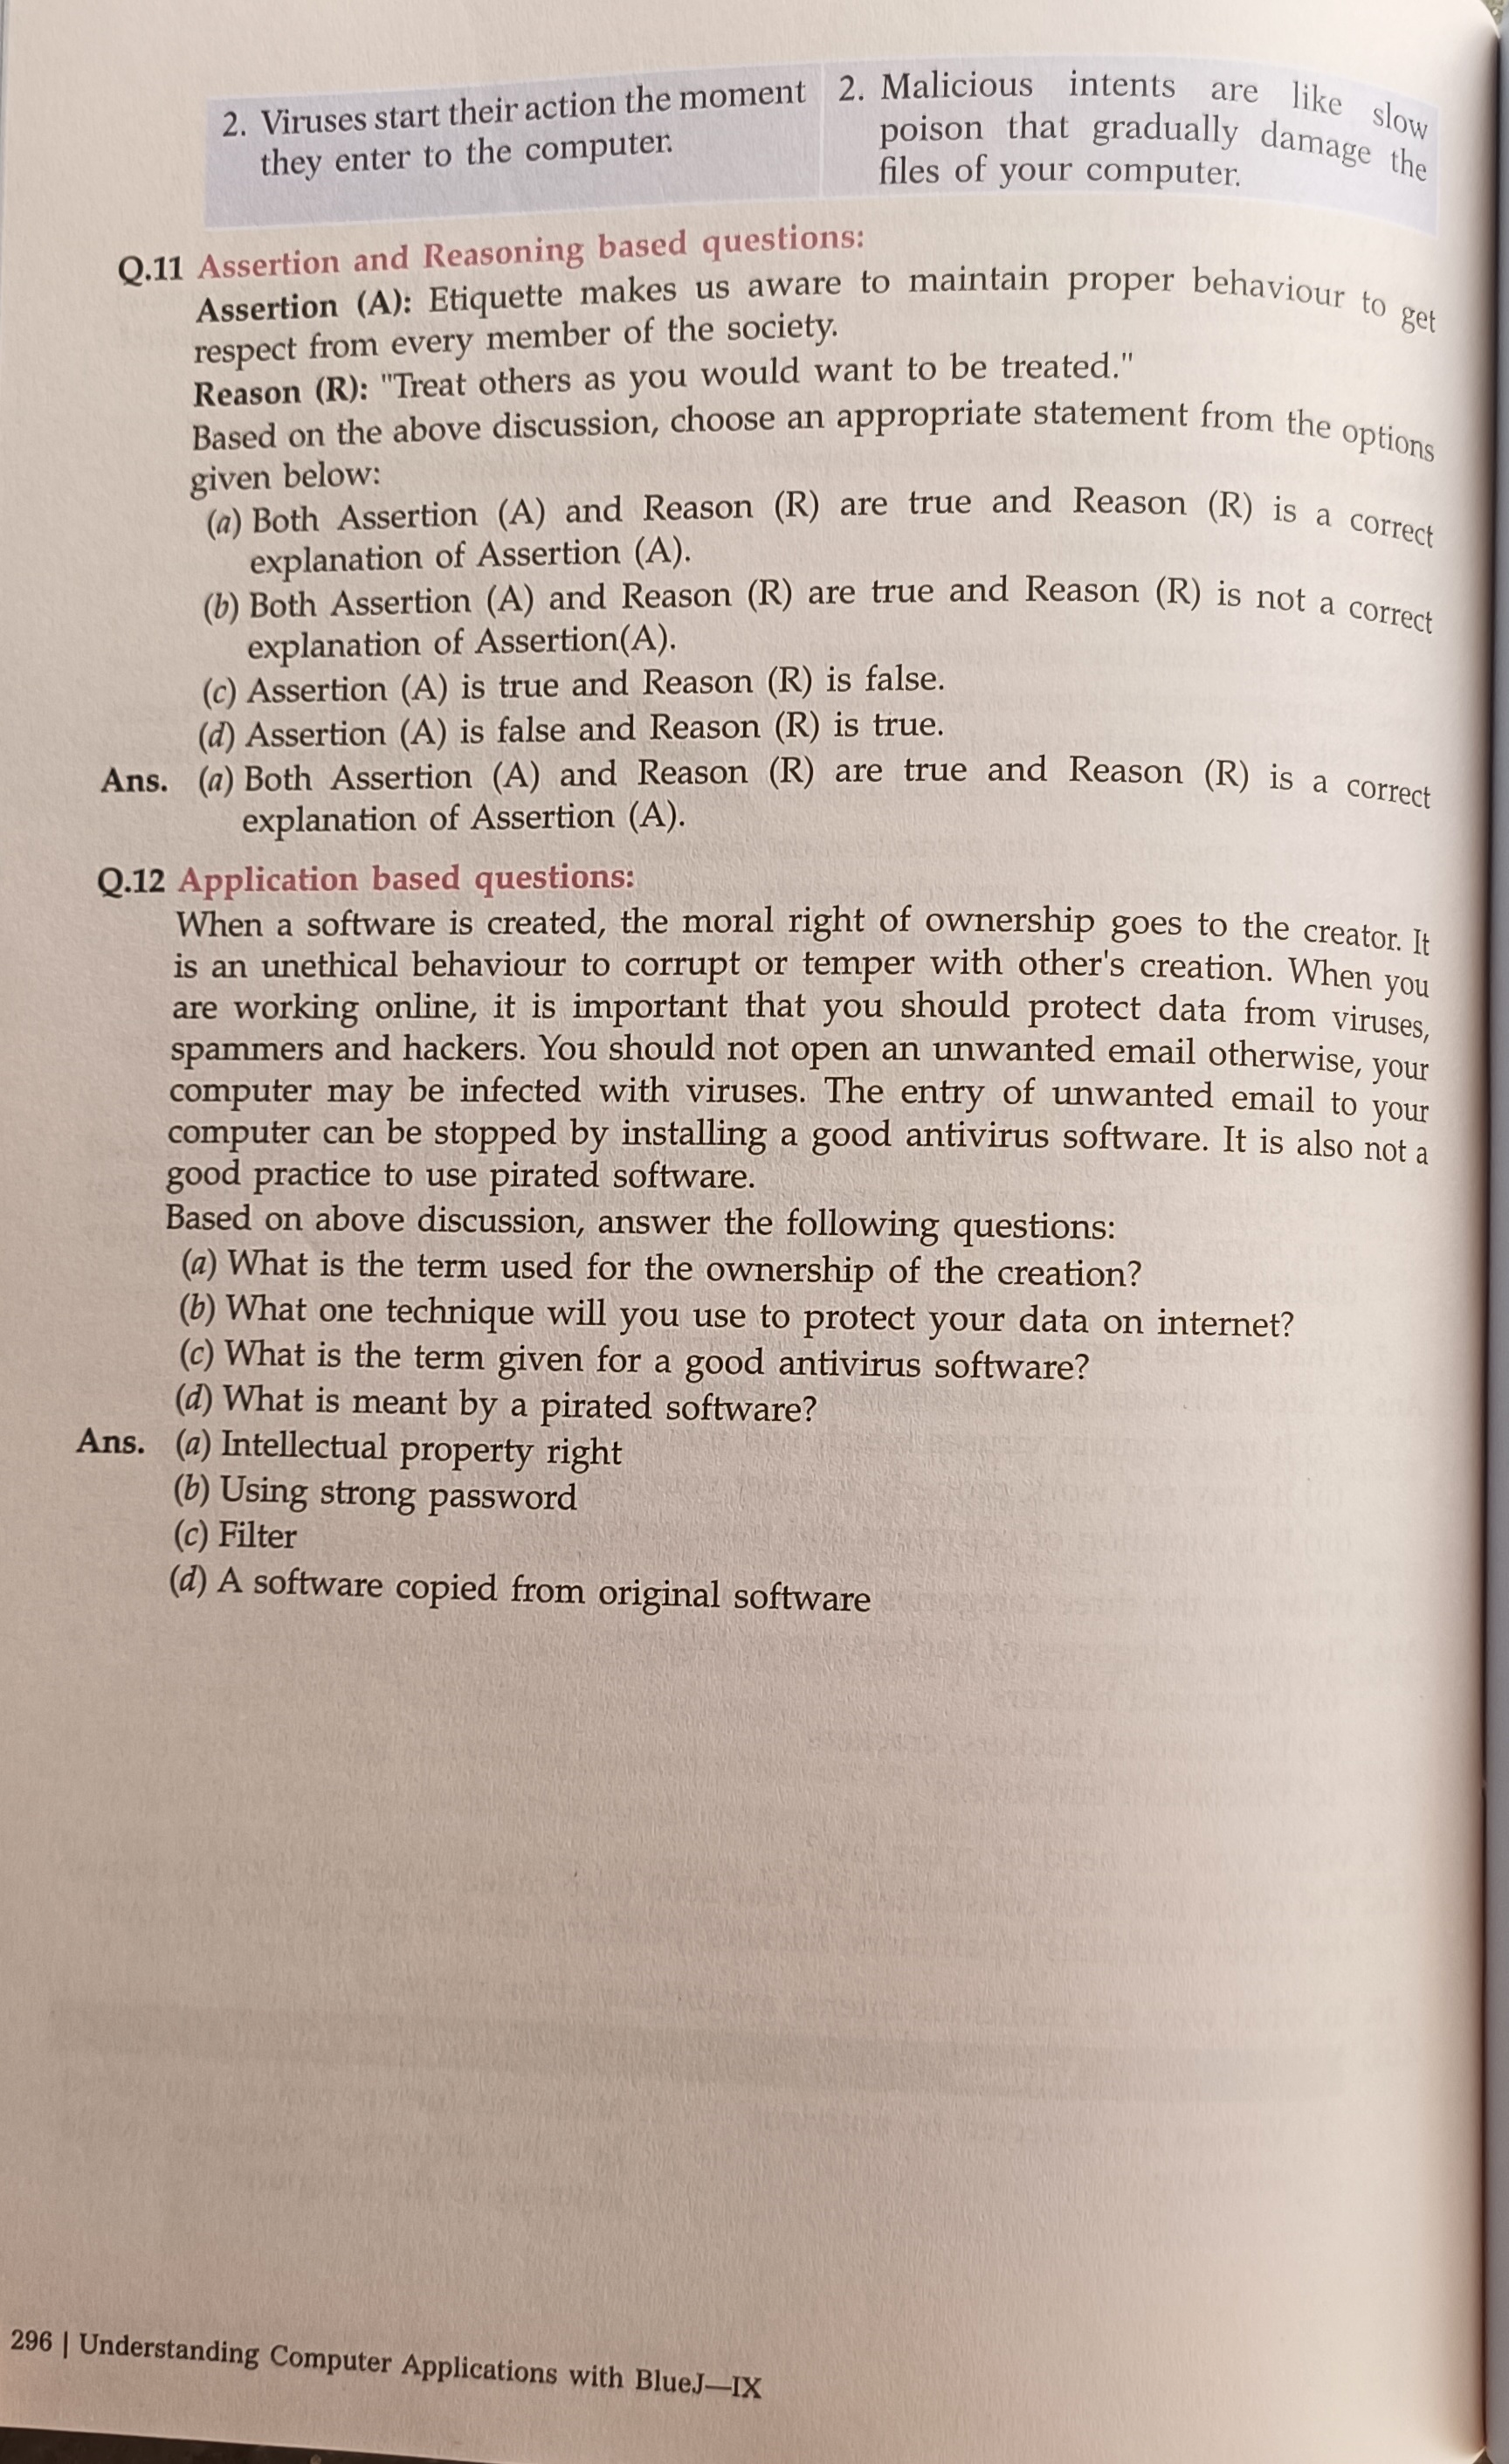 2. Viruses start their action the moment
they enter to the computer.
2. Malicious intents are like slow
poison that gradually damage the
files of your computer.
Q.11 Assertion and Reasoning based questions:
Assertion (A): Etiquette makes us aware to maintain proper behaviour to get
respect from every member of the society.
Reason (R): "Treat others as you would want to be treated."
Based on the above discussion, choose an appropriate statement from the options
given below:
(a) Both Assertion (A) and Reason (R) are true and Reason (R) is a correct
explanation of Assertion (A).
(b) Both Assertion (A) and Reason (R) are true and Reason (R) is not a correct
explanation of Assertion(A).
(c) Assertion (A) is true and Reason (R) is false.
(d) Assertion (A) is false and Reason (R) is true.
Ans. (a) Both Assertion (A) and Reason (R) are true and Reason (R) is a correct
explanation of Assertion (A).
Q.12 Application based questions:
When a software is created, the moral right of ownership goes to the creator. It
is an unethical behaviour to corrupt or temper with other's creation. When you
are working online, it is important that you should protect data from viruses,
spammers and hackers. You should not open an unwanted email otherwise, your
computer may be infected with viruses. The entry of unwanted email to your
computer can be stopped by installing a good antivirus software. It is also not a
good practice to use pirated software.
Based on above discussion, answer the following questions:
(a) What is the term used for the ownership of the creation?
(b) What one technique will you use to protect your data on internet?
(c) What is the term given for a good antivirus software?
(d) What is meant by a pirated software?
Ans. (a) Intellectual property right
(b) Using strong password
(c) Filter
(d) A software copied from original software
296 | Understanding Computer Applications with BlueJ—IX